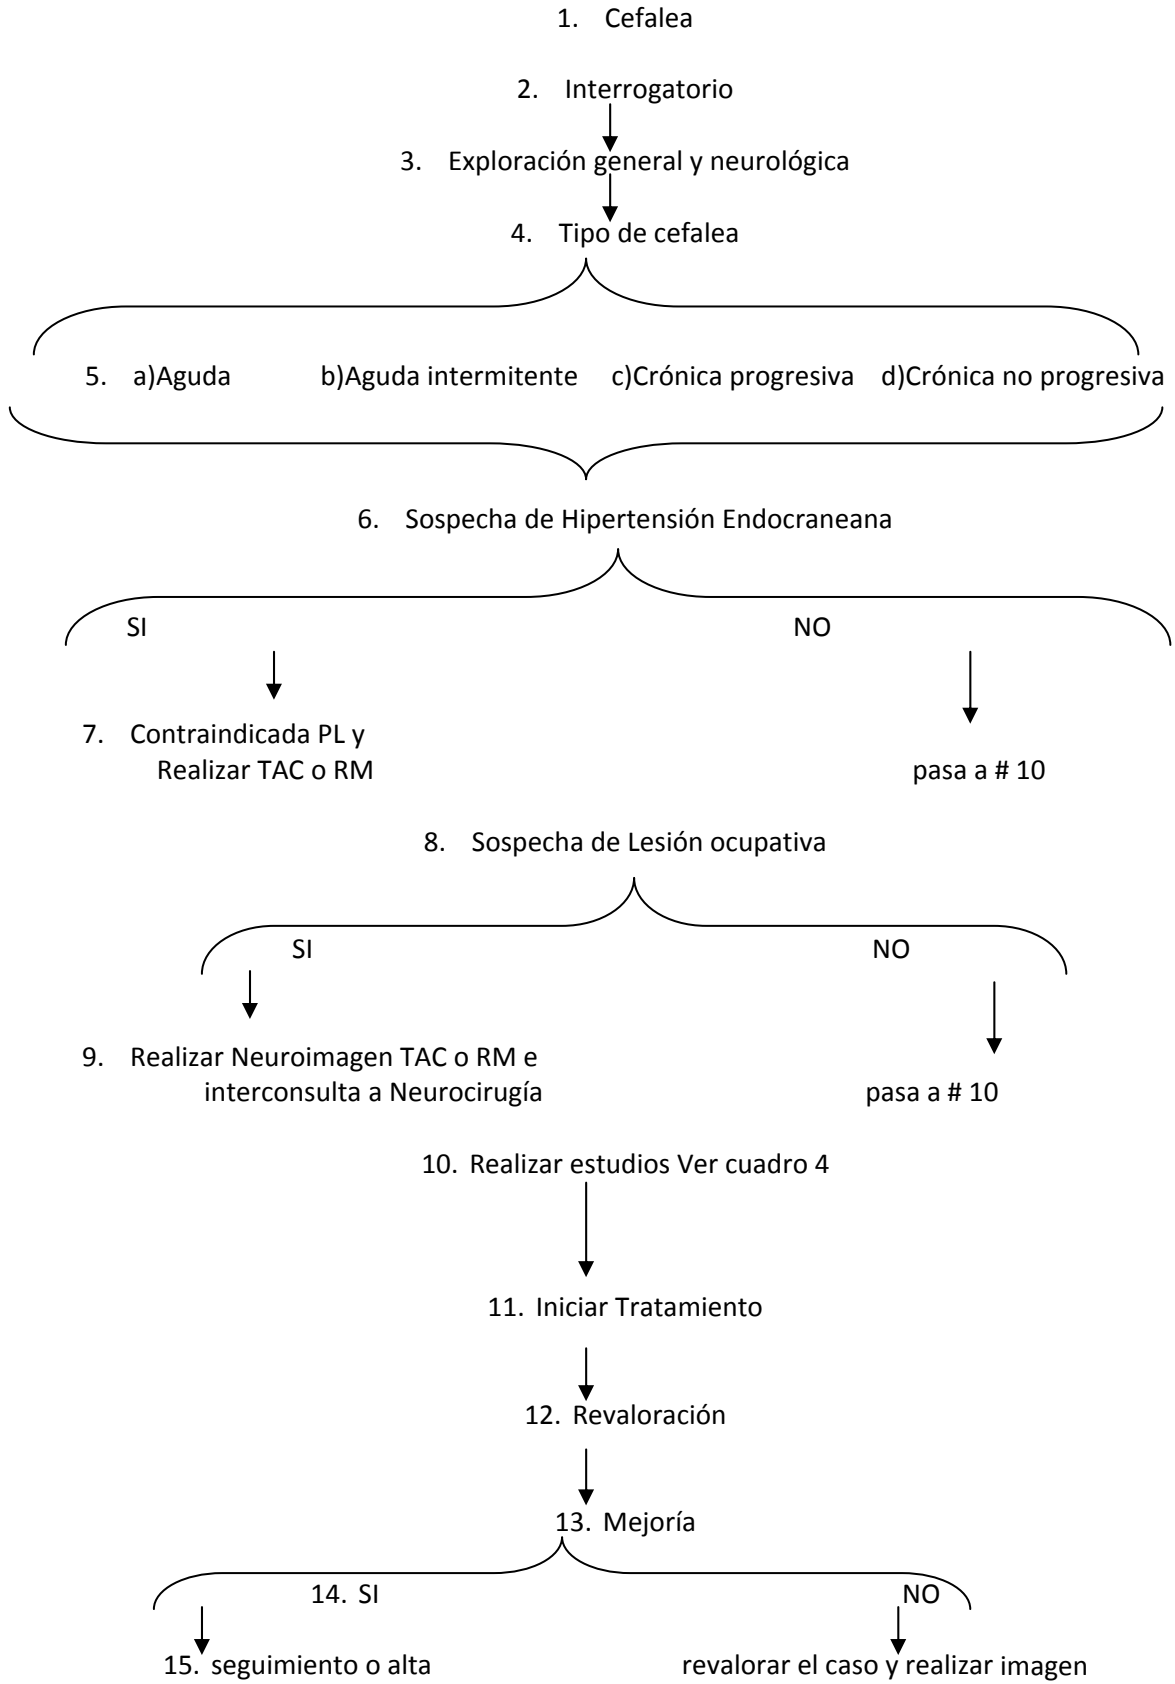 1. Cefalea
2. Interrogatorio
3. Exploración general y neurológica
4. Tipo de cefalea
5. a)Aguda b)Aguda intermitente c)Crónica progresiva d)Crónica no progresiva
6. Sospecha de Hipertensión Endocraneana
SI NO
7. Contraindicada PL y
Realizar TAC o RM pasa a # 10
8. Sospecha de Lesión ocupativa
SI NO
9. Realizar Neuroimagen TAC o RM e
interconsulta a Neurocirugía pasa a # 10
10. Realizar estudios Ver cuadro 4
11. Iniciar Tratamiento
12. Revaloración
13. Mejoría
14. SI NO
15. seguimiento o alta revalorar el caso y realizar imagen